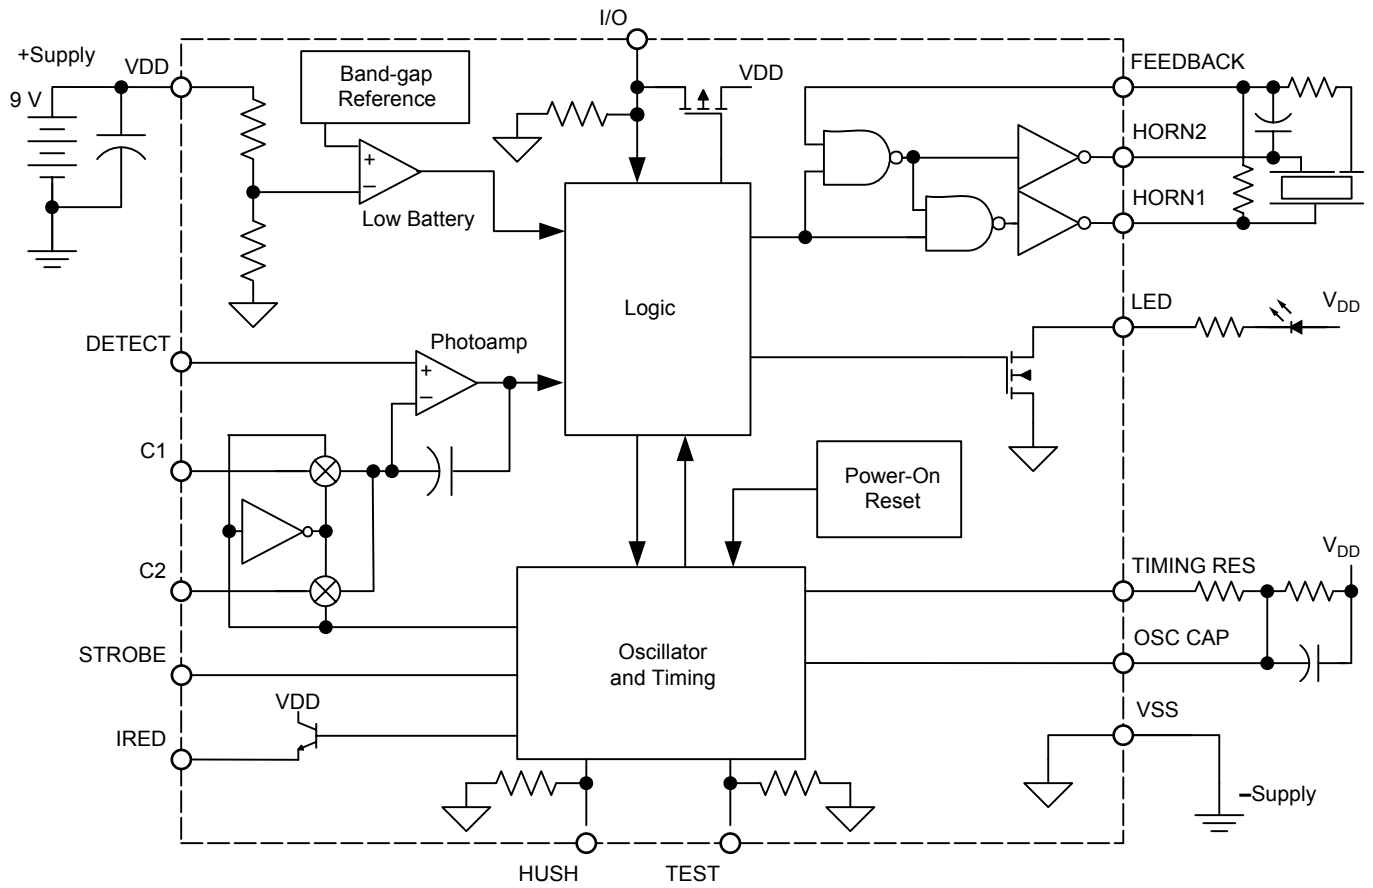 I/O
+Supply
VDD
9 V
Band-gap
Reference
VDD
FEEDBACK
HORN2
HORN1
+
−
Low Battery
Logic
LED
VDD
DETECT
Photoamp
+
−
C1
C2
Power-On
Reset
TIMING RES
VDD
OSC CAP
STROBE
Oscillator
and Timing
VDD
IRED
VSS
−Supply
HUSH
TEST